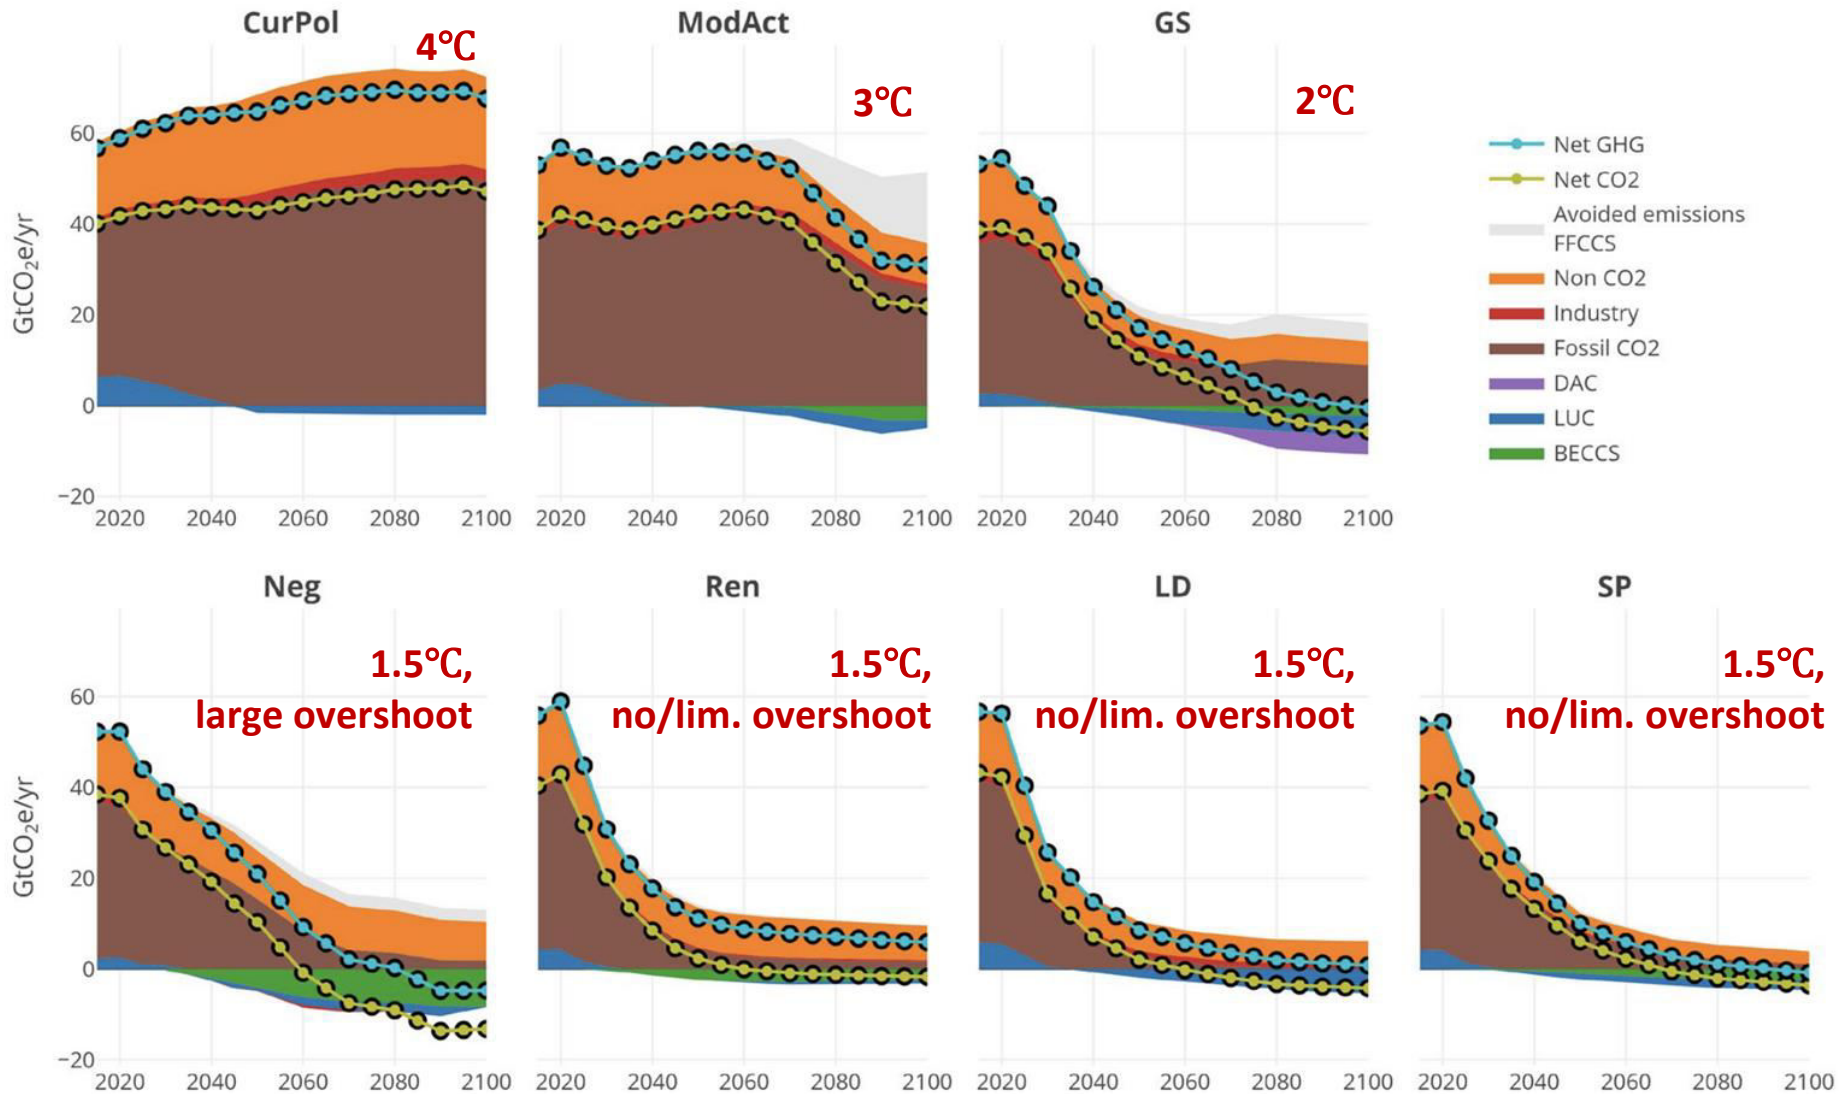 CurPol
ModAct
GS
4℃
3℃
2℃
GtCO₂e/yr
60
40
20
0
−20
2020 2040 2060 2080 2100
2020 2040 2060 2080 2100
2020 2040 2060 2080 2100
Net GHG
Net CO2
Avoided emissions
FFCCS
Non CO2
Industry
Fossil CO2
DAC
LUC
BECCS
Neg
Ren
LD
SP
1.5℃,
large overshoot
1.5℃,
no/lim. overshoot
1.5℃,
no/lim. overshoot
1.5℃,
no/lim. overshoot
GtCO₂e/yr
60
40
20
0
−20
2020 2040 2060 2080 2100
2020 2040 2060 2080 2100
2020 2040 2060 2080 2100
2020 2040 2060 2080 2100